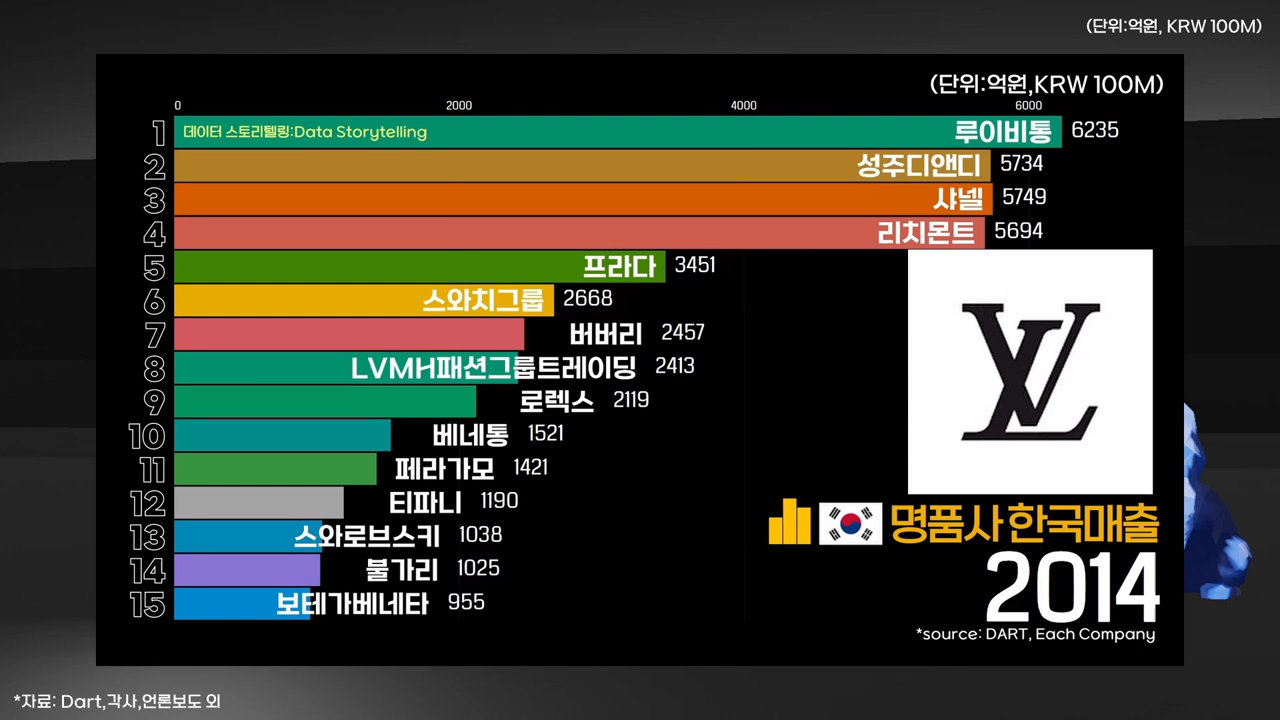 (단위:억원, KRW 100M)
(단위:억원,KRW 100M)
0 2000 4000 6000
1 데이터 스토리텔링:Data Storytelling 루이비통 6235
2 성주디앤디 5734
3 샤넬 5749
4 리치몬트 5694
5 프라다 3451
6 스와치그룹 2668
7 버버리 2457
8 LVMH패션그룹트레이딩 2413
9 로렉스 2119
10 베네통 1521
11 페라가모 1421
12 티파니 1190
13 스와로브스키 1038
14 불가리 1025
15 보테가베네타 955
LV
명품사 한국매출
2014
*source: DART, Each Company
*자료: Dart,각사,언론보도 외